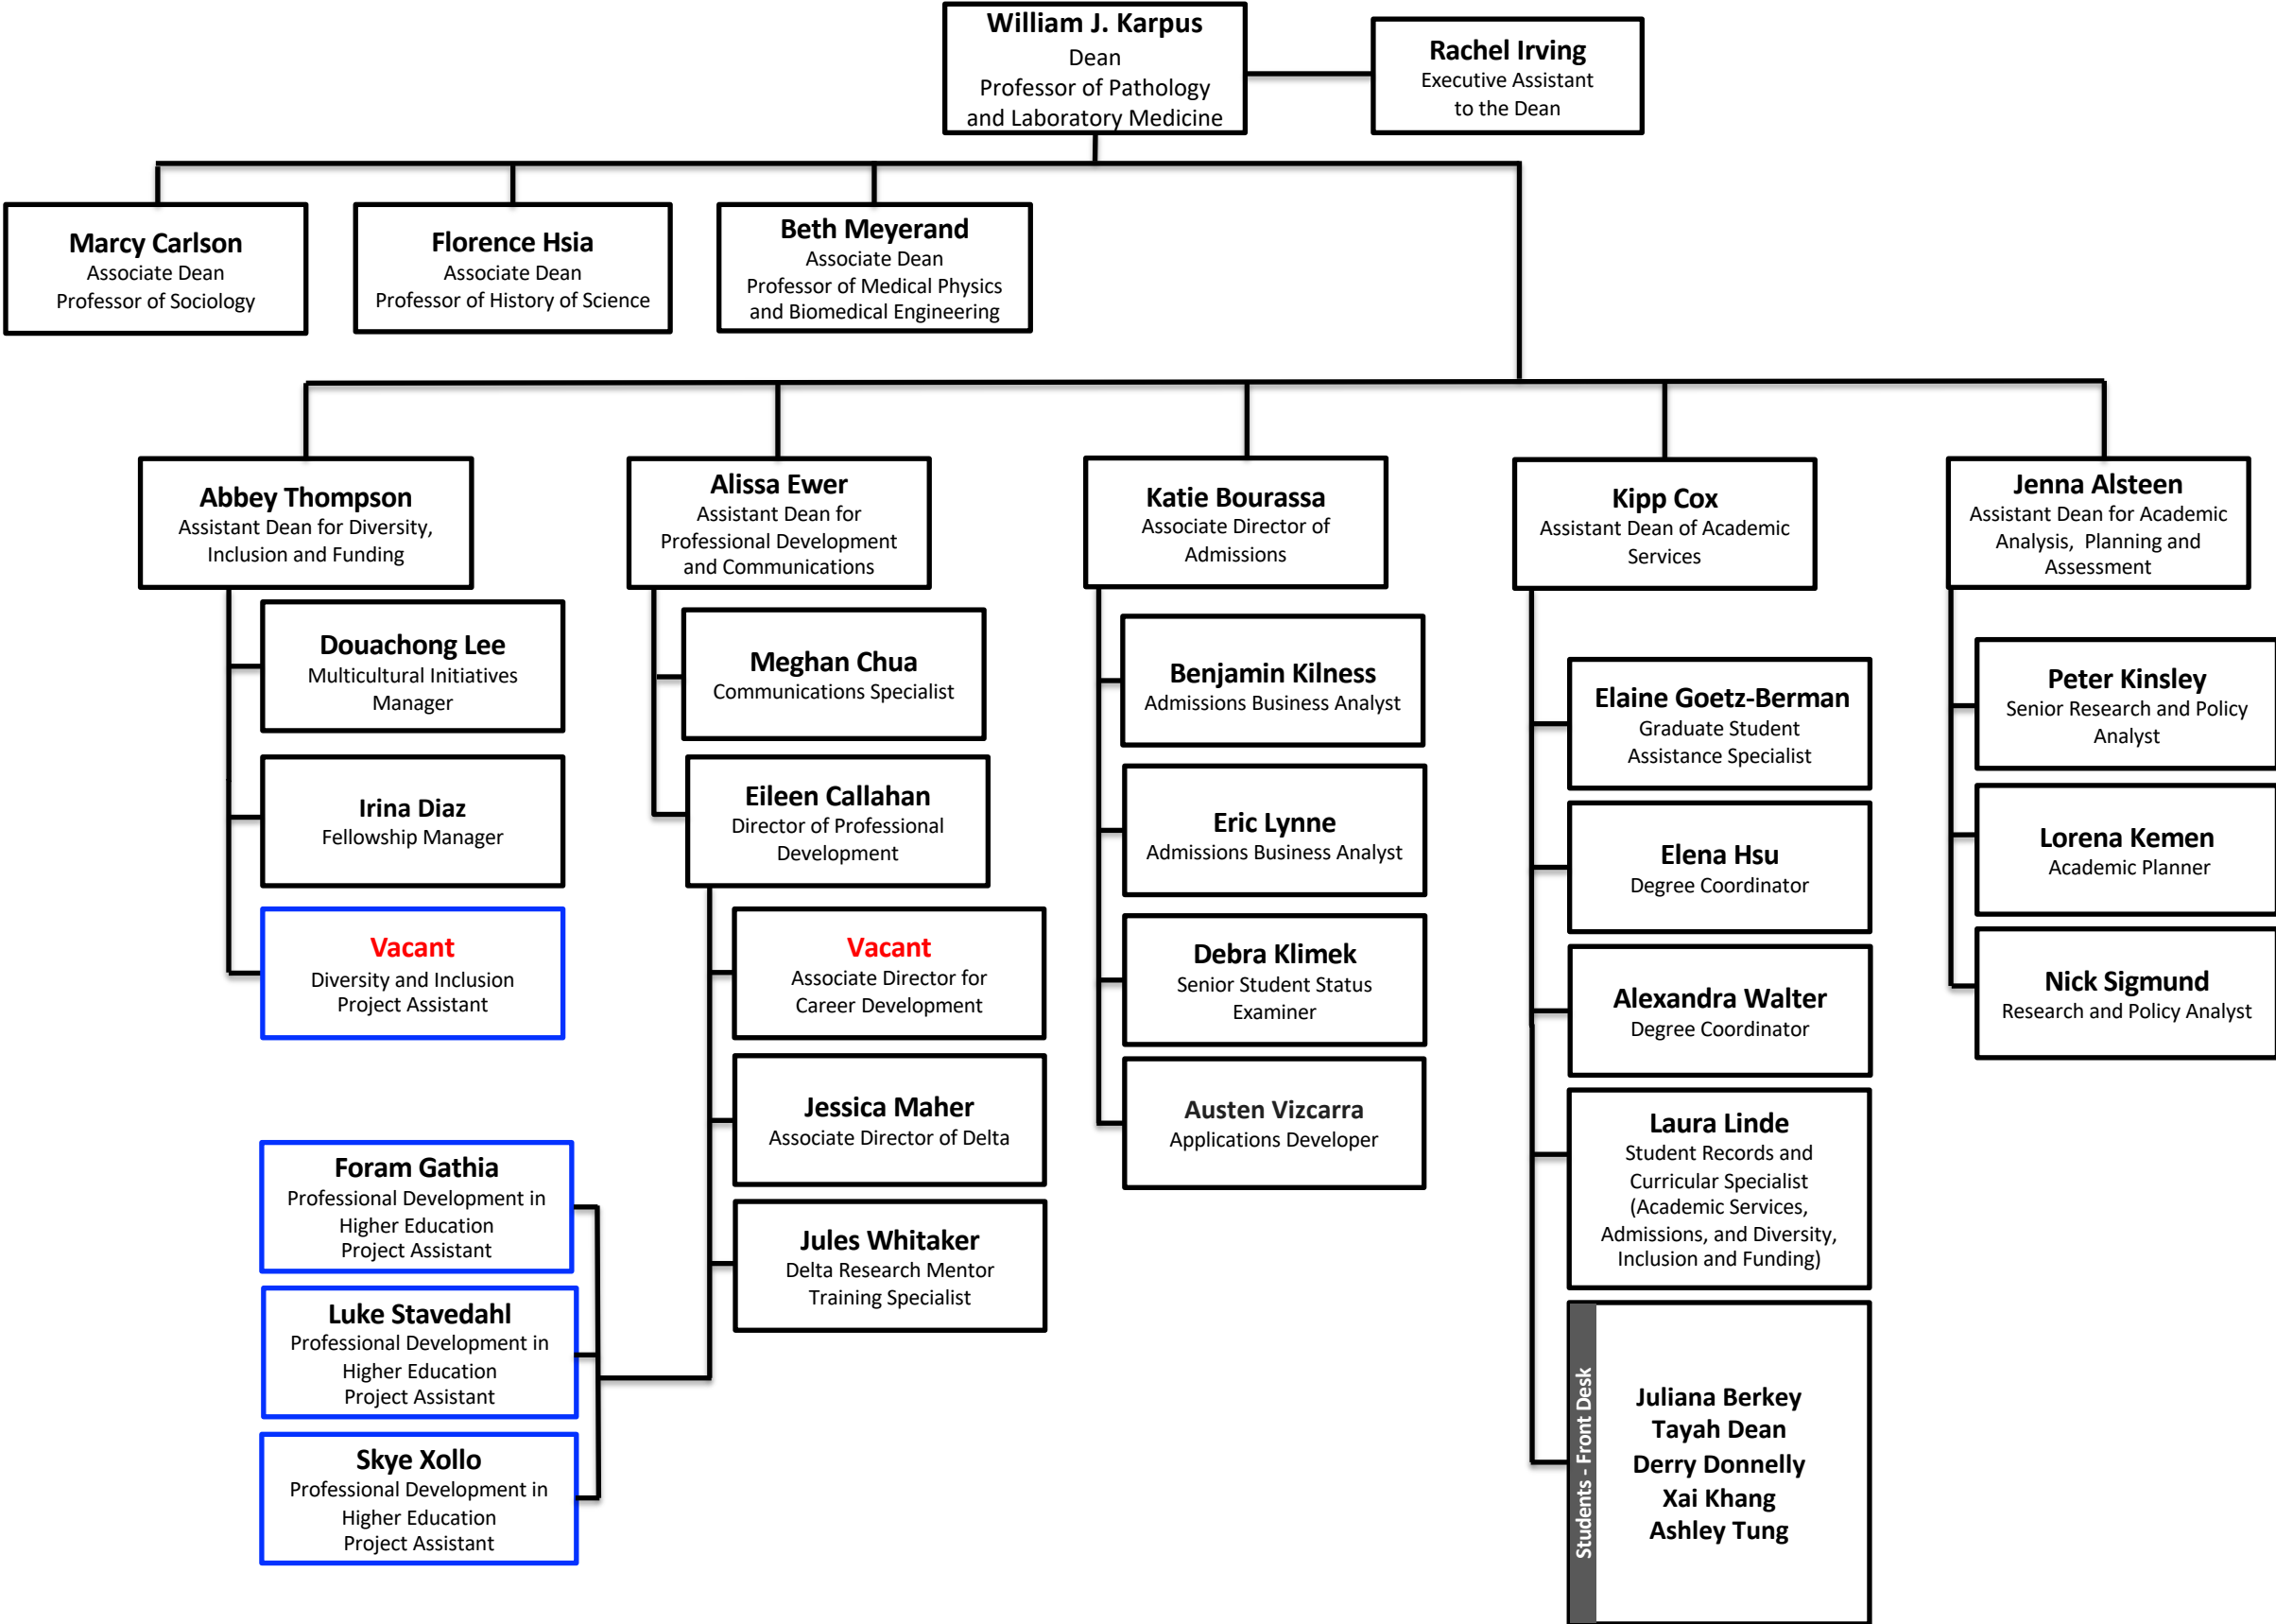 William J. Karpus
Dean
Professor of Pathology
and Laboratory Medicine
Rachel Irving
Executive Assistant
to the Dean
Marcy Carlson
Associate Dean
Professor of Sociology
Florence Hsia
Associate Dean
Professor of History of Science
Beth Meyerand
Associate Dean
Professor of Medical Physics
and Biomedical Engineering
Abbey Thompson
Assistant Dean for Diversity,
Inclusion and Funding
Douachong Lee
Multicultural Initiatives
Manager
Irina Diaz
Fellowship Manager
Vacant
Diversity and Inclusion
Project Assistant
Alissa Ewer
Assistant Dean for
Professional Development
and Communications
Meghan Chua
Communications Specialist
Eileen Callahan
Director of Professional
Development
Vacant
Associate Director for
Career Development
Jessica Maher
Associate Director of Delta
Jules Whitaker
Delta Research Mentor
Training Specialist
Foram Gathia
Professional Development in
Higher Education
Project Assistant
Luke Stavedahl
Professional Development in
Higher Education
Project Assistant
Skye Xollo
Professional Development in
Higher Education
Project Assistant
Katie Bourassa
Associate Director of
Admissions
Benjamin Kilness
Admissions Business Analyst
Eric Lynne
Admissions Business Analyst
Debra Klimek
Senior Student Status
Examiner
Austen Vizcarra
Applications Developer
Kipp Cox
Assistant Dean of Academic
Services
Elaine Goetz-Berman
Graduate Student
Assistance Specialist
Elena Hsu
Degree Coordinator
Alexandra Walter
Degree Coordinator
Laura Linde
Student Records and
Curricular Specialist
(Academic Services,
Admissions, and Diversity,
Inclusion and Funding)
Students - Front Desk
Juliana Berkey
Tayah Dean
Derry Donnelly
Xai Khang
Ashley Tung
Jenna Alsteen
Assistant Dean for Academic
Analysis, Planning and
Assessment
Peter Kinsley
Senior Research and Policy
Analyst
Lorena Kemen
Academic Planner
Nick Sigmund
Research and Policy Analyst